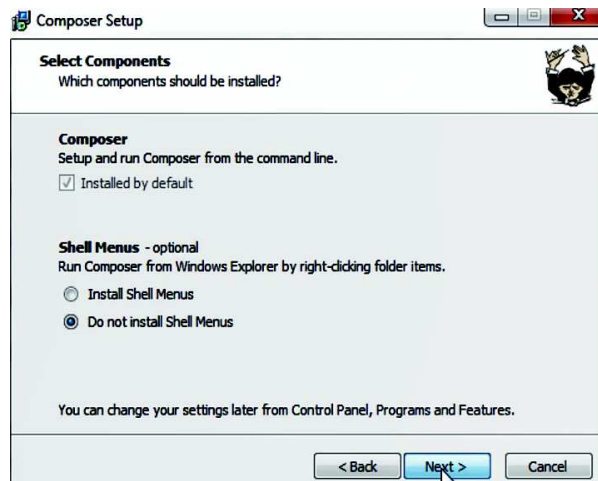 Composer Setup
Select Components
Which components should be installed?
Composer
Setup and run Composer from the command line.
Installed by default
Shell Menus - optional
Run Composer from Windows Explorer by right-clicking folder items.
Install Shell Menus
Do not install Shell Menus
You can change your settings later from Control Panel, Programs and Features.
< Back Next > Cancel